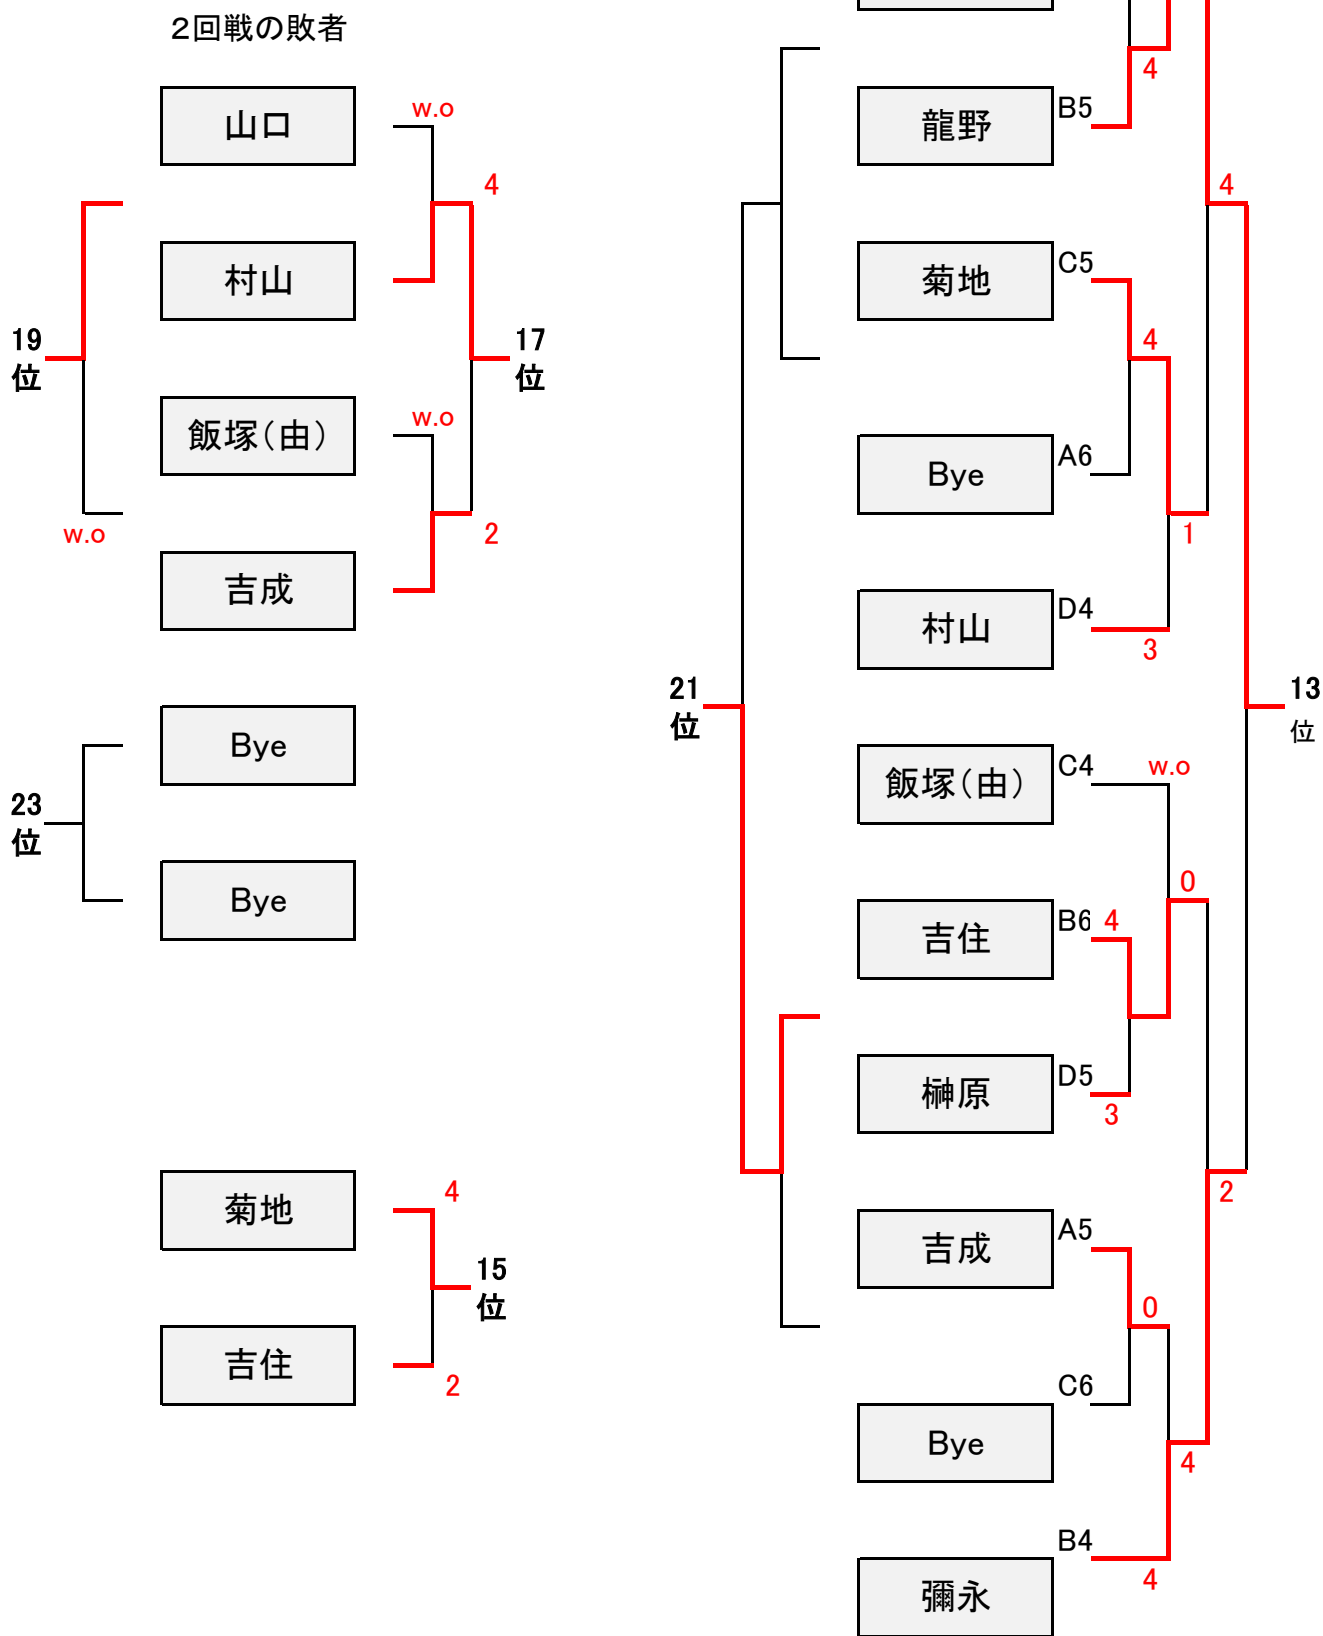 ２回戦の敗者
山口
w.o
4
村山
19
位
17
位
飯塚（由）
w.o
w.o
2
吉成
Bye
23
位
Bye
菊地
4
15
位
吉住
2
4
龍野
B5
4
菊地
C5
4
Bye
A6
1
村山
D4
3
21
位
13
位
飯塚（由）
C4
w.o
0
吉住
B6
4
榊原
D5
3
2
吉成
A5
0
C6
Bye
4
B4
彌永
4